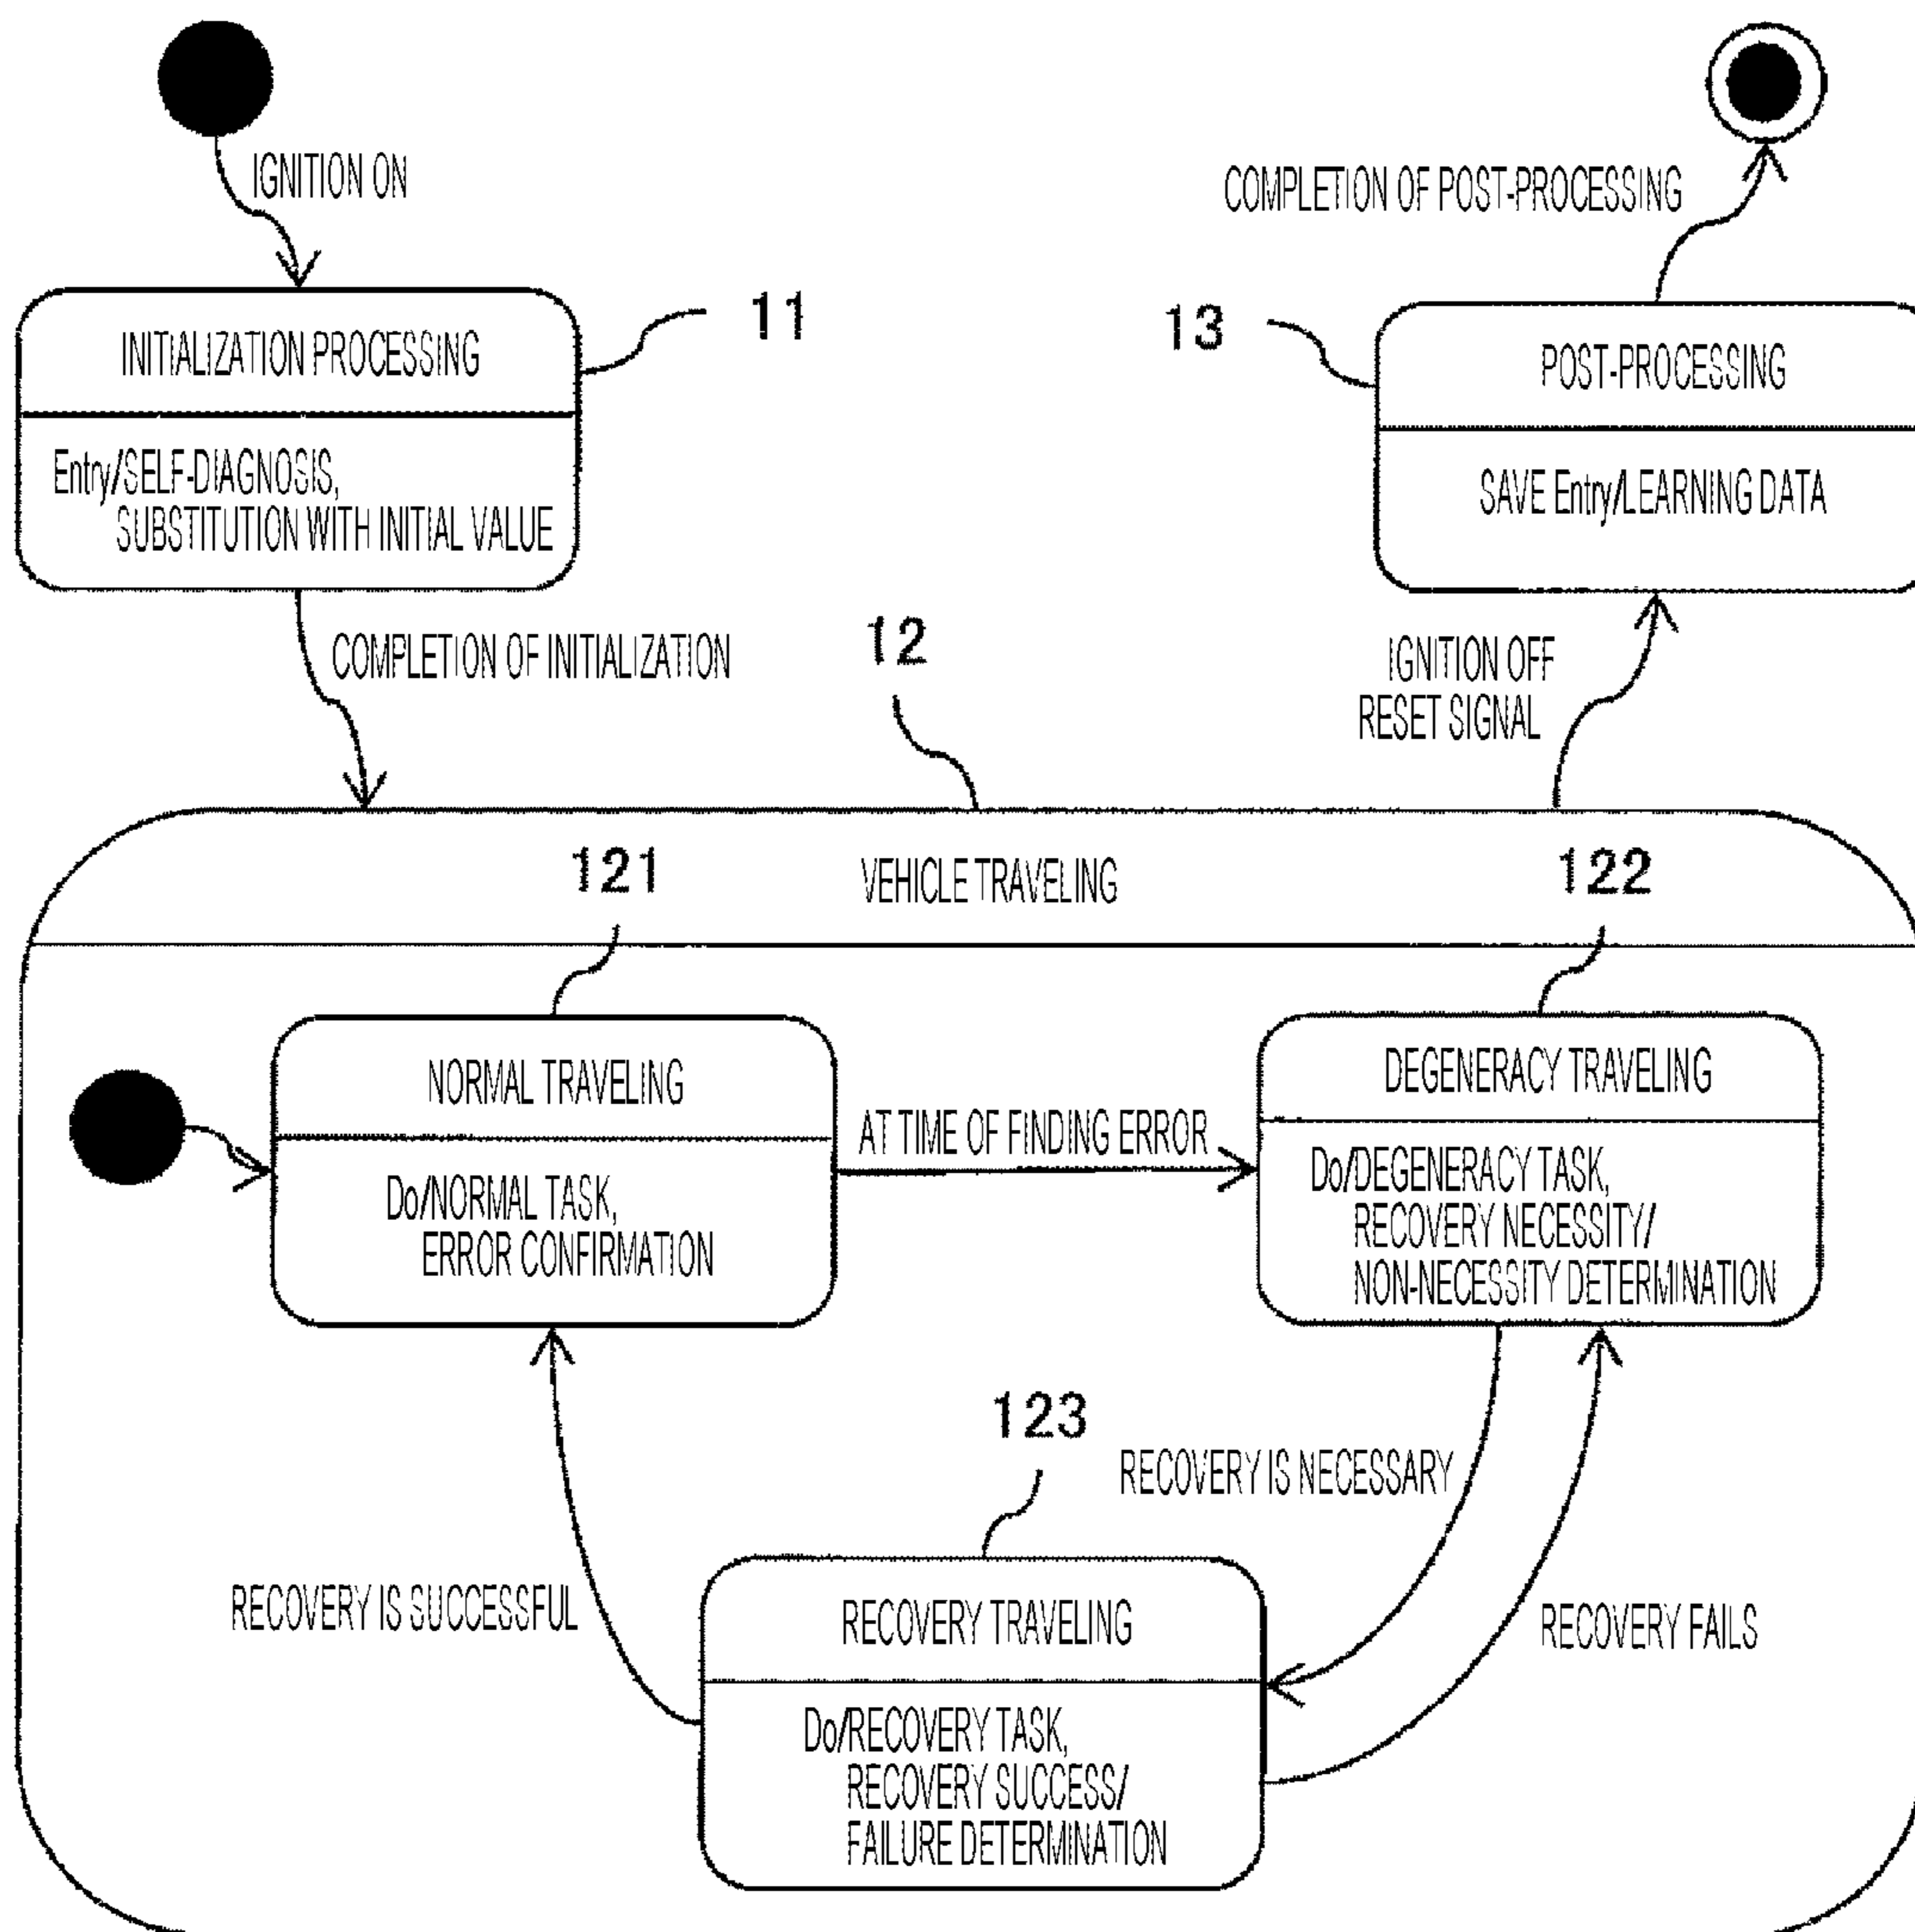 IGNITION ON
COMPLETION OF POST-PROCESSING
11
13
INITIALIZATION PROCESSING
Entry/SELF-DIAGNOSIS,
SUBSTITUTION WITH INITIAL VALUE
POST-PROCESSING
SAVE Entry/LEARNING DATA
COMPLETION OF INITIALIZATION
12
IGNITION OFF
RESET SIGNAL
VEHICLE TRAVELING
121
122
NORMAL TRAVELING
Do/NORMAL TASK,
ERROR CONFIRMATION
AT TIME OF FINDING ERROR
DEGENERACY TRAVELING
Do/DEGENERACY TASK,
RECOVERY NECESSITY/
NON-NECESSITY DETERMINATION
123
RECOVERY IS NECESSARY
RECOVERY IS SUCCESSFUL
RECOVERY FAILS
RECOVERY TRAVELING
Do/RECOVERY TASK,
RECOVERY SUCCESS/
FAILURE DETERMINATION